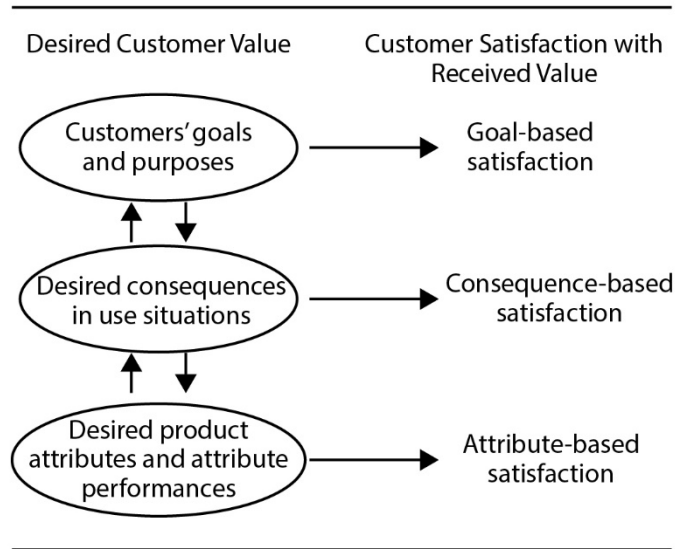 Desired Customer Value
Customer Satisfaction with
Received Value
Customers' goals
and purposes
Goal-based
satisfaction
Desired consequences
in use situations
Consequence-based
satisfaction
Desired product
attributes and attribute
performances
Attribute-based
satisfaction